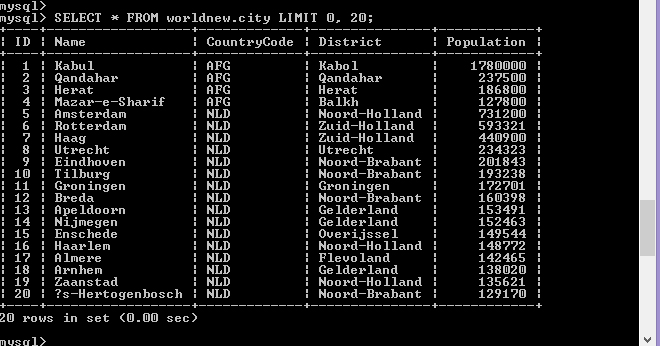 mysql>
mysql> SELECT * FROM worldnew.city LIMIT 0, 20;
+----+------------------+-------------+---------------+------------+
| ID | Name             | CountryCode | District      | Population |
+----+------------------+-------------+---------------+------------+
|  1 | Kabul            | AFG         | Kabol         |    1780000 |
|  2 | Qandahar         | AFG         | Qandahar      |     237500 |
|  3 | Herat            | AFG         | Herat         |     186800 |
|  4 | Mazar-e-Sharif   | AFG         | Balkh         |     127800 |
|  5 | Amsterdam        | NLD         | Noord-Holland |     731200 |
|  6 | Rotterdam        | NLD         | Zuid-Holland  |     593321 |
|  7 | Haag             | NLD         | Zuid-Holland  |     440900 |
|  8 | Utrecht          | NLD         | Utrecht       |     234323 |
|  9 | Eindhoven        | NLD         | Noord-Brabant |     201843 |
| 10 | Tilburg          | NLD         | Noord-Brabant |     193238 |
| 11 | Groningen        | NLD         | Groningen     |     172701 |
| 12 | Breda            | NLD         | Noord-Brabant |     160398 |
| 13 | Apeldoorn        | NLD         | Gelderland    |     153491 |
| 14 | Nijmegen         | NLD         | Gelderland    |     152463 |
| 15 | Enschede         | NLD         | Overijssel    |     149544 |
| 16 | Haarlem          | NLD         | Noord-Holland |     148772 |
| 17 | Almere           | NLD         | Flevoland     |     142465 |
| 18 | Arnhem           | NLD         | Gelderland    |     138020 |
| 19 | Zaanstad         | NLD         | Noord-Holland |     135621 |
| 20 | ?s-Hertogenbosch | NLD         | Noord-Brabant |     129170 |
+----+------------------+-------------+---------------+------------+
20 rows in set (0.00 sec)
mysql>